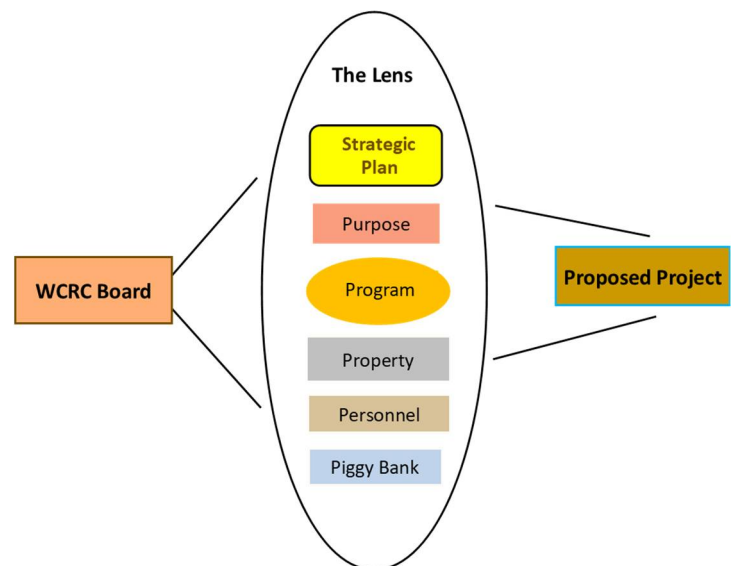 The Lens
Strategic
Plan
Purpose
WCRC Board
Program
Proposed Project
Property
Personnel
Piggy Bank